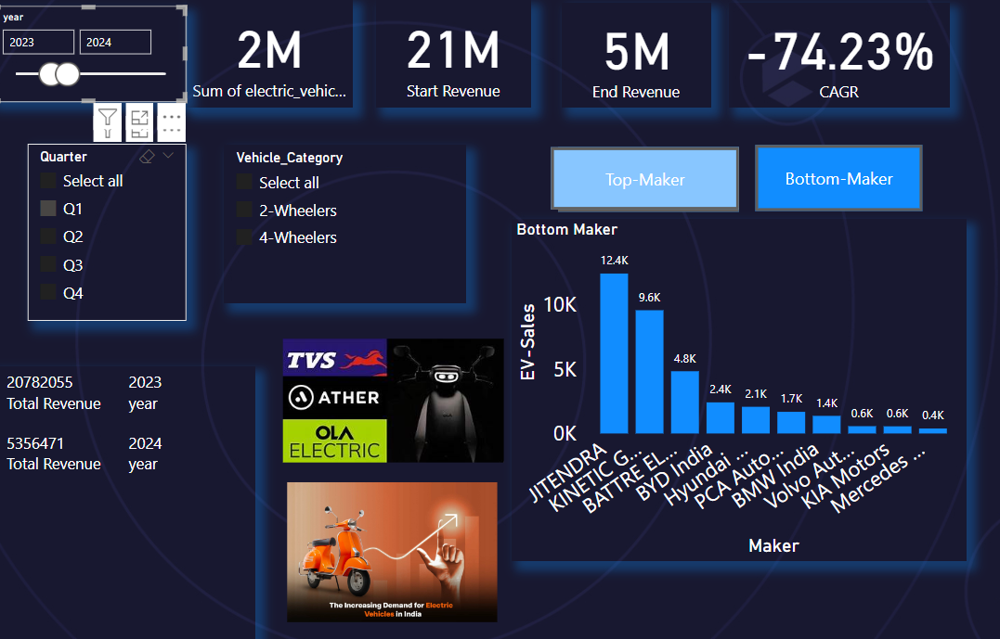 year
2023
2024
2M
Sum of electric_vehic...
21M
Start Revenue
5M
End Revenue
-74.23%
CAGR
Quarter
Select all
Q1
Q2
Q3
Q4
Vehicle_Category
Select all
2-Wheelers
4-Wheelers
Top-Maker
Bottom-Maker
Bottom Maker
12.4K
9.6K
4.8K
2.4K
2.1K
1.7K
1.4K
0.6K
0.6K
0.4K
10K
5K
0K
EV-Sales
JITENDRA
KINETIC G...
BATTRE EL...
BYD India
Hyundai ...
PCA Auto...
BMW India
Volvo Aut...
KIA Motors
Mercedes ...
Maker
20782055
2023
Total Revenue
year
5356471
2024
Total Revenue
year
TVS
ATHER
OLA
ELECTRIC
The Increasing Demand for Electric
Vehicles in India